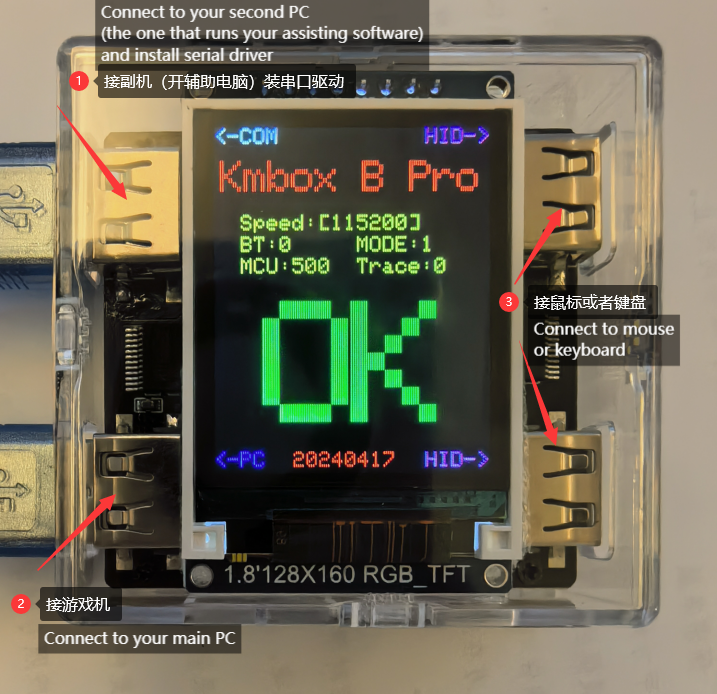 Connect to your second PC
(the one that runs your assisting software)
and install serial driver
1 接副机（开辅助电脑）装串口驱动
<-COM HID->
Kmbox B Pro
Speed:[115200]
BT:0 MODE:1
MCU:500 Trace:0
OK
3 接鼠标或者键盘
Connect to mouse
or keyboard
<-PC 20240417 HID->
1.8'128X160 RGB_TFT
2 接游戏机
Connect to your main PC